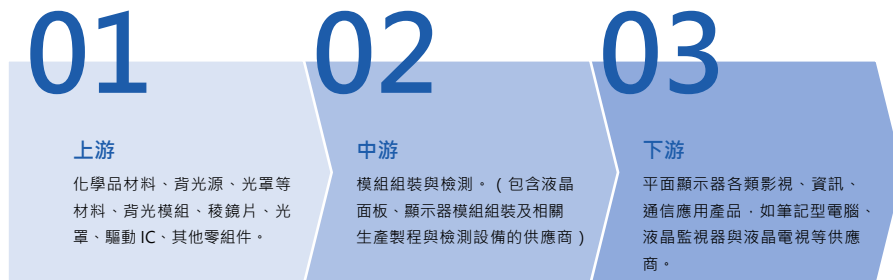 01
上游
化學品材料、背光源、光罩等
材料、背光模組、稜鏡片、光
罩、驅動 IC、其他零組件。
02
中游
模組組裝與檢測。（包含液晶
面板、顯示器模組組裝及相關
生產製程與檢測設備的供應商）
03
下游
平面顯示器各類影視、資訊、
通信應用產品．如筆記型電腦、
液晶監視器與液晶電視等供應
商。